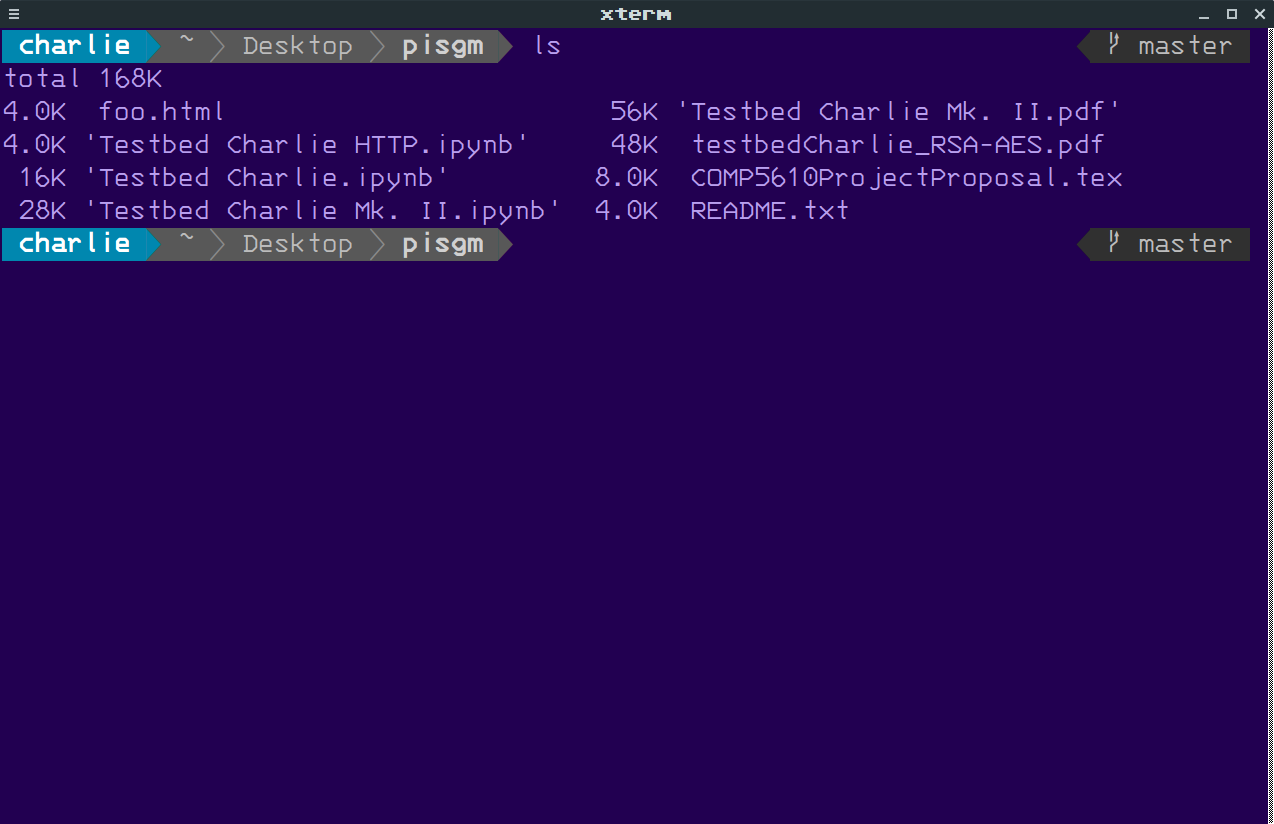 xterm
charlie ~ Desktop pisgm ls master
total 168K
4.0K foo.html 56K 'Testbed Charlie Mk. II.pdf'
4.0K 'Testbed Charlie HTTP.ipynb' 48K testbedCharlie_RSA-AES.pdf
16K 'Testbed Charlie.ipynb' 8.0K COMP5610ProjectProposal.tex
28K 'Testbed Charlie Mk. II.ipynb' 4.0K README.txt
charlie ~ Desktop pisgm master